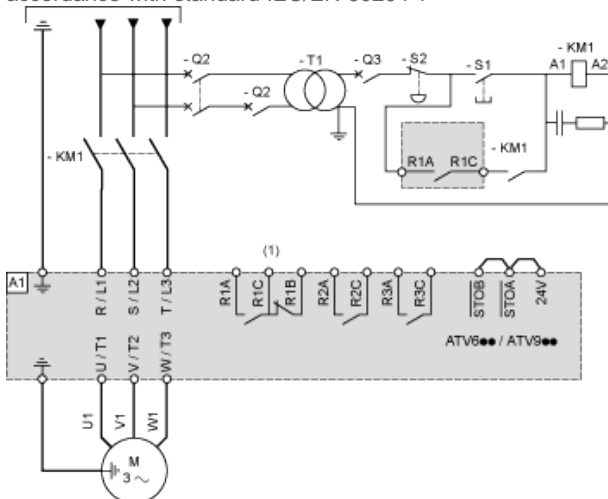 accordance with standard IEC/EN 60204-1
- Q2
- T1
- Q3
- S2
- S1
- KM1
A1
A2
- Q2
- KM1
R1A
R1C
- KM1
(1)
A1
R / L1
S / L2
T / L3
R1A
R1C
R1B
R2A
R2C
R3A
R3C
STOB
STOA
24V
U / T1
V / T2
W / T3
ATV6●● / ATV9●●
U1
V1
W1
M
3 ~